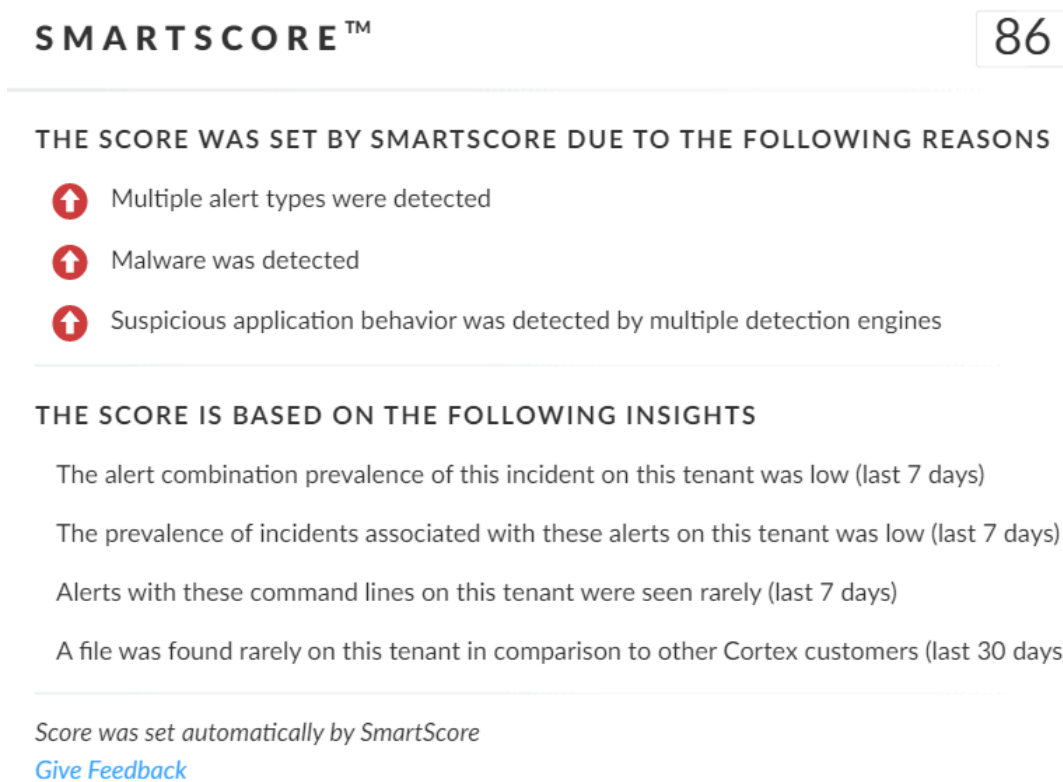 SMARTSCORE™
86
THE SCORE WAS SET BY SMARTSCORE DUE TO THE FOLLOWING REASONS
Multiple alert types were detected
Malware was detected
Suspicious application behavior was detected by multiple detection engines
THE SCORE IS BASED ON THE FOLLOWING INSIGHTS
The alert combination prevalence of this incident on this tenant was low (last 7 days)
The prevalence of incidents associated with these alerts on this tenant was low (last 7 days)
Alerts with these command lines on this tenant were seen rarely (last 7 days)
A file was found rarely on this tenant in comparison to other Cortex customers (last 30 days
Score was set automatically by SmartScore
Give Feedback